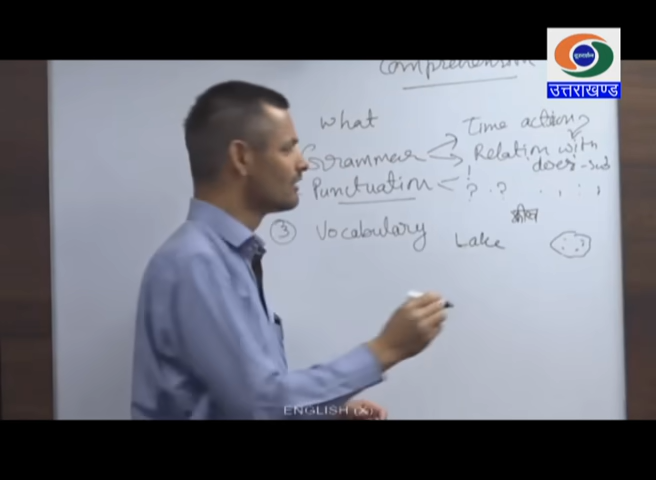 Comprehension
उत्तराखण्ड
what
Time action?
Grammar < Relation with
doer-sub
Punctuation < ! ? . ? . , ; ,
③ Vocabulary Lake
ENGLISH (X)